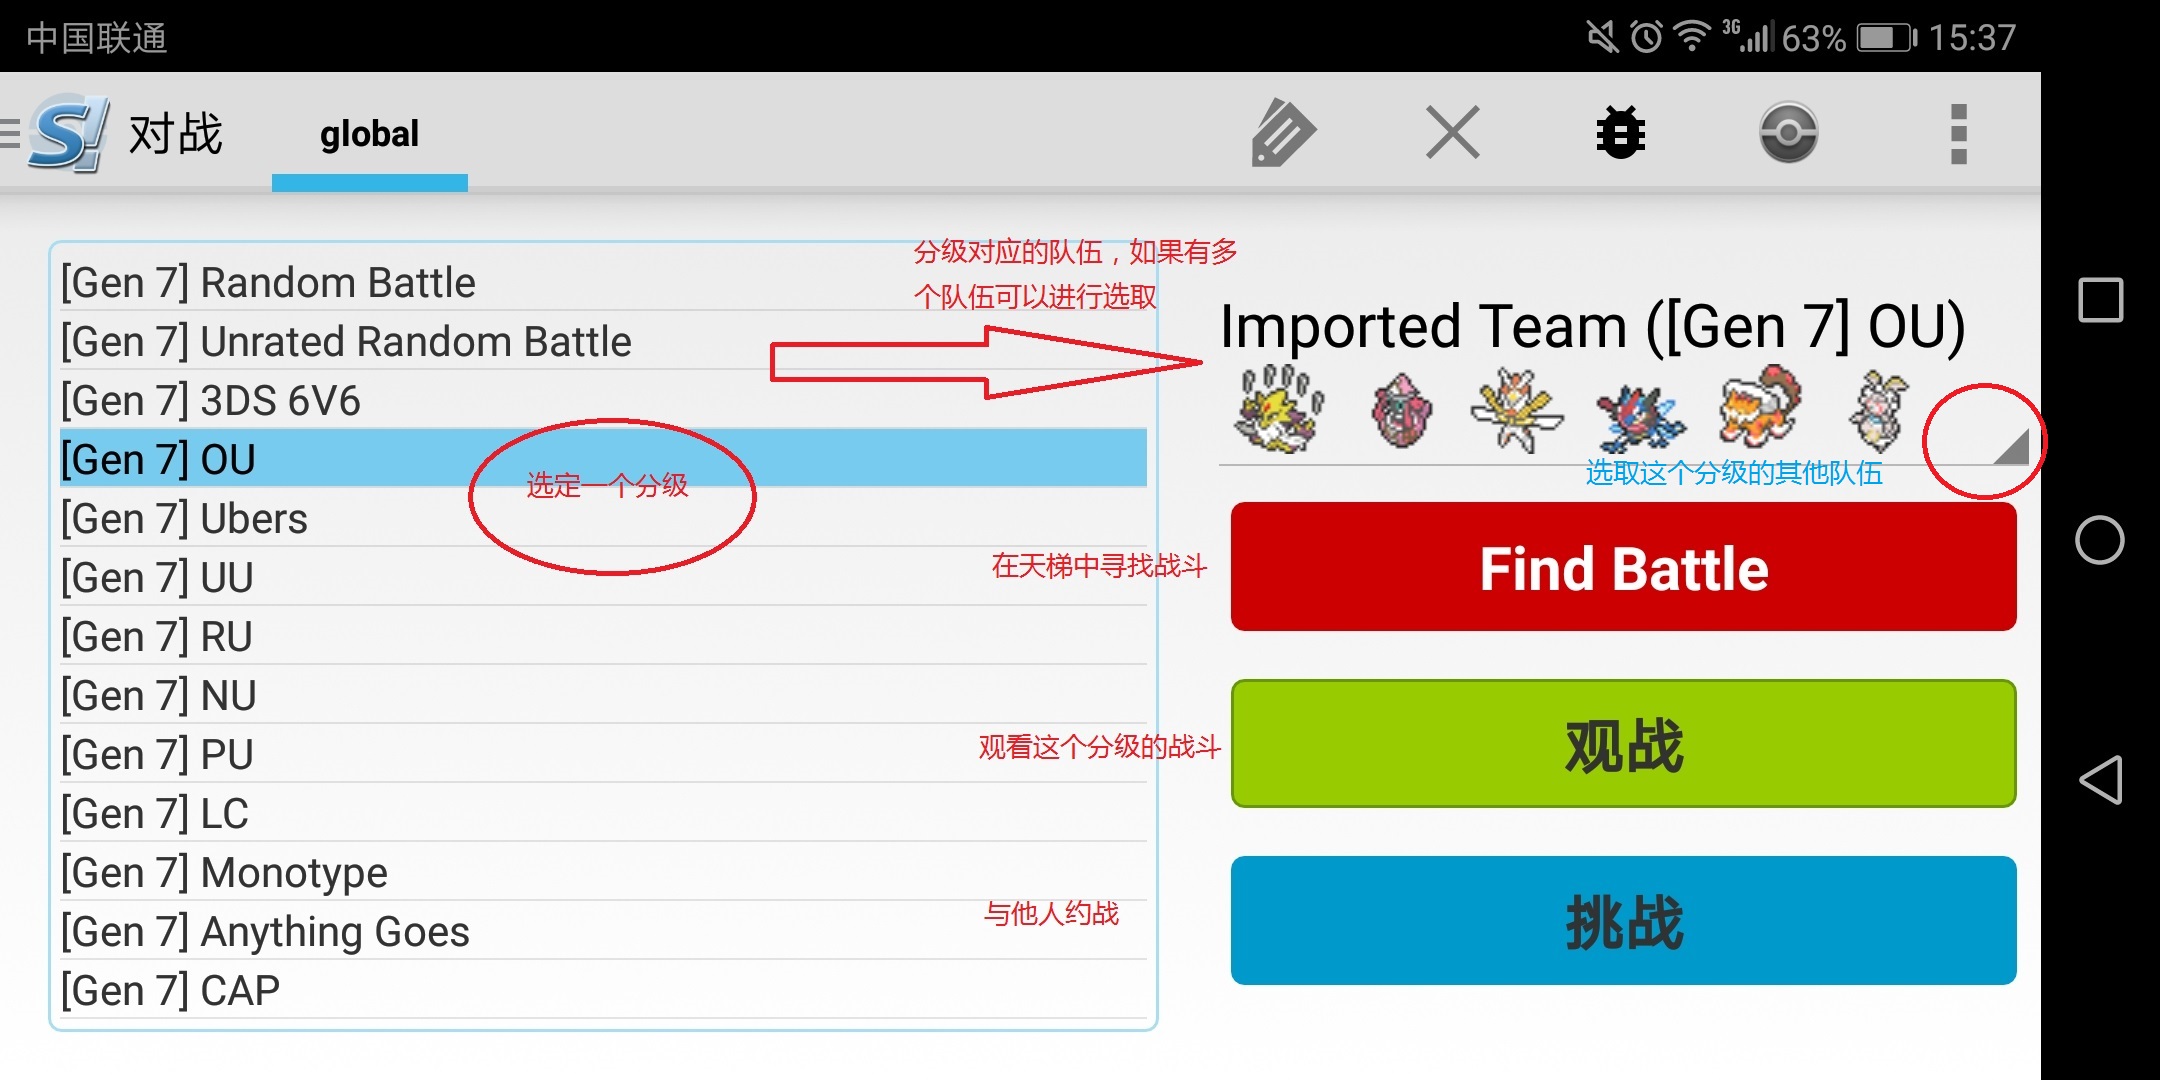 中国联通
3G 63% 15:37
S! 对战 global
分级对应的队伍，如果有多
个队伍可以进行选取
[Gen 7] Random Battle
[Gen 7] Unrated Random Battle
[Gen 7] 3DS 6V6
[Gen 7] OU
选定一个分级
[Gen 7] Ubers
[Gen 7] UU
[Gen 7] RU
[Gen 7] NU
[Gen 7] PU
[Gen 7] LC
[Gen 7] Monotype
[Gen 7] Anything Goes
[Gen 7] CAP
Imported Team ([Gen 7] OU)
选取这个分级的其他队伍
在天梯中寻找战斗
Find Battle
观看这个分级的战斗
观战
与他人约战
挑战